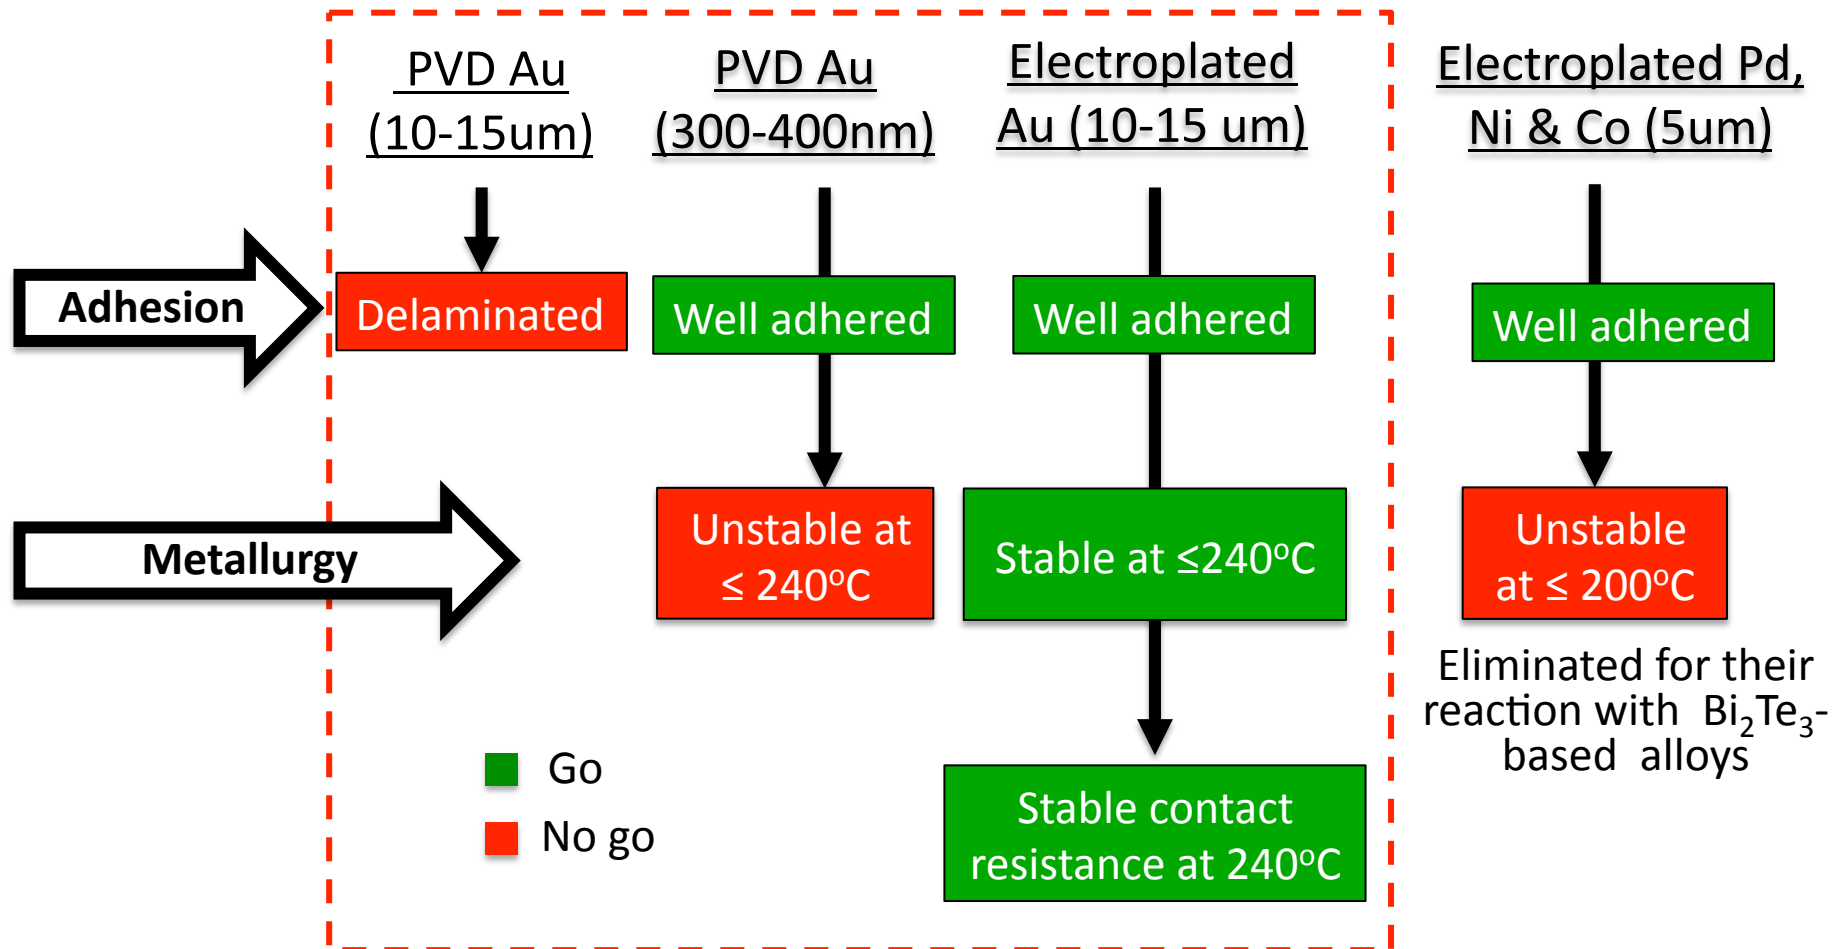 PVD Au
(10-15um)
PVD Au
(300-400nm)
Electroplated
Au (10-15 um)
Electroplated Pd,
Ni & Co (5um)
Adhesion
Delaminated
Well adhered
Well adhered
Well adhered
Metallurgy
Unstable at
≤ 240°C
Stable at ≤240°C
Unstable
at ≤ 200°C
Eliminated for their
reaction with Bi₂Te₃-
based alloys
Go
No go
Stable contact
resistance at 240°C